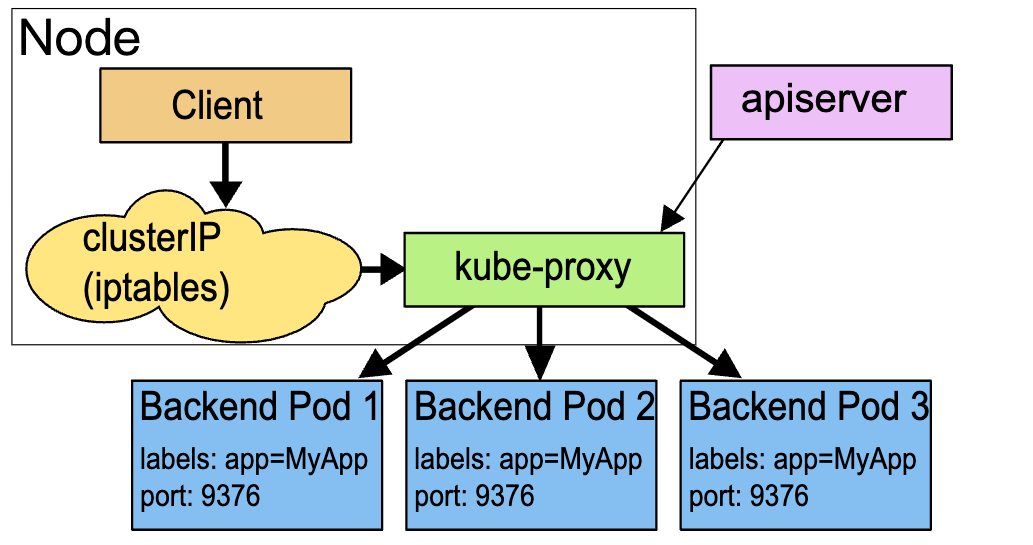 Node
Client
apiserver
clusterIP
(iptables)
kube-proxy
Backend Pod 1
labels: app=MyApp
port: 9376
Backend Pod 2
labels: app=MyApp
port: 9376
Backend Pod 3
labels: app=MyApp
port: 9376